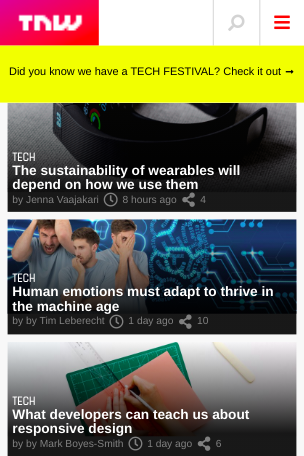 TNW
Did you know we have a TECH FESTIVAL? Check it out →
TECH
The sustainability of wearables will
depend on how we use them
by Jenna Vaajakari 8 hours ago 4
TECH
Human emotions must adapt to thrive in
the machine age
by by Tim Leberecht 1 day ago 10
TECH
What developers can teach us about
responsive design
by by Mark Boyes-Smith 1 day ago 6